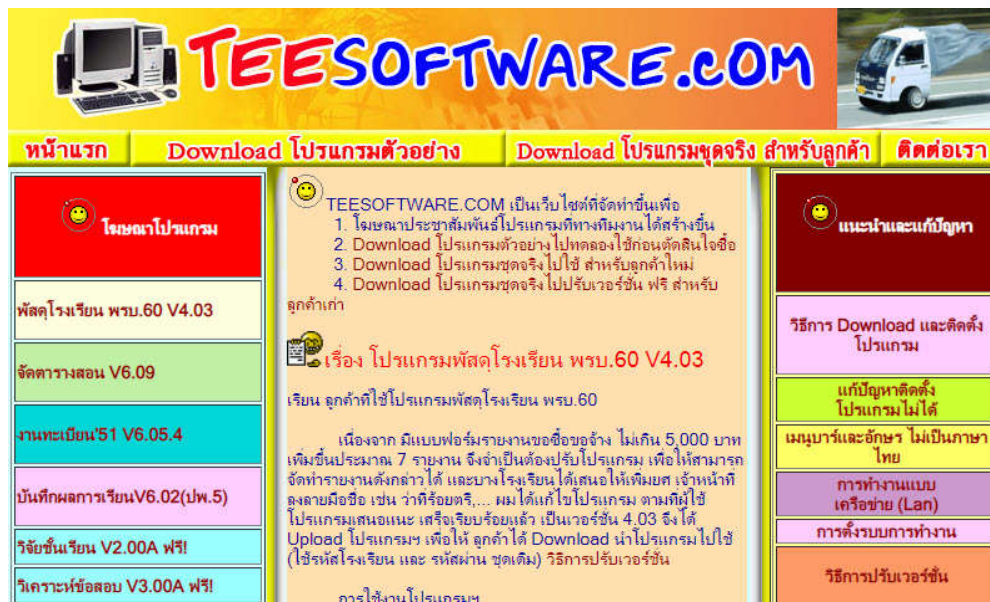 TEESOFTWARE.COM
หน้าแรก
Download โปรแกรมตัวอย่าง
Download โปรแกรมชุดจริง สำหรับลูกค้า
ติดต่อเรา
โฆษณาโปรแกรม
พัสดุโรงเรียน พรบ.60 V4.03
จัดตารางสอน V6.09
งานทะเบียน'51 V6.05.4
บันทึกผลการเรียนV6.02(ปพ.5)
วิจัยชั้นเรียน V2.00A ฟรี!
วิเคราะห์ข้อสอบ V3.00A ฟรี!
TEESOFTWARE.COM เป็นเว็บไซต์ที่จัดทำขึ้นเพื่อ
1. โฆษณาประชาสัมพันธ์โปรแกรมที่ทางทีมงานได้สร้างขึ้น
2. Download โปรแกรมตัวอย่างไปทดลองใช้ก่อนตัดสินใจซื้อ
3. Download โปรแกรมชุดจริงไปใช้ สำหรับลูกค้าใหม่
4. Download โปรแกรมชุดจริงไปปรับเวอร์ชั่น ฟรี สำหรับ
ลูกค้าเก่า
เรื่อง โปรแกรมพัสดุโรงเรียน พรบ.60 V4.03
เรียน ลูกค้าที่ใช้โปรแกรมพัสดุโรงเรียน พรบ.60
เนื่องจาก มีแบบฟอร์มรายงานขอซื้อขอจ้าง ไม่เกิน 5,000 บาท
เพิ่มขึ้นประมาณ 7 รายงาน จึงจำเป็นต้องปรับโปรแกรม เพื่อให้สามารถ
จัดทำรายงานดังกล่าวได้ และบางโรงเรียนได้เสนอให้เพิ่มยศ เจ้าหน้าที่
ลงลายมือชื่อ เช่น ว่าที่ร้อยตรี,... ผมได้แก้ไขโปรแกรม ตามที่ผู้ใช้
โปรแกรมเสนอแนะ เสร็จเรียบร้อยแล้ว เป็นเวอร์ชั่น 4.03 จึงได้
Upload โปรแกรมฯ เพื่อให้ ลูกค้าได้ Download นำโปรแกรมไปใช้
(ใช้รหัสโรงเรียน และ รหัสผ่าน ชุดเดิม) วิธีการปรับเวอร์ชั่น
การใช้งานโปรแกรมฯ
แนะนำและแก้ปัญหา
วิธีการ Download และติดตั้ง
โปรแกรม
แก้ปัญหาติดตั้ง
โปรแกรมไม่ได้
เมนูบาร์และอักษร ไม่เป็นภาษา
ไทย
การทำงานแบบ
เครือข่าย (Lan)
การตั้งระบบการทำงาน
วิธีการปรับเวอร์ชั่น